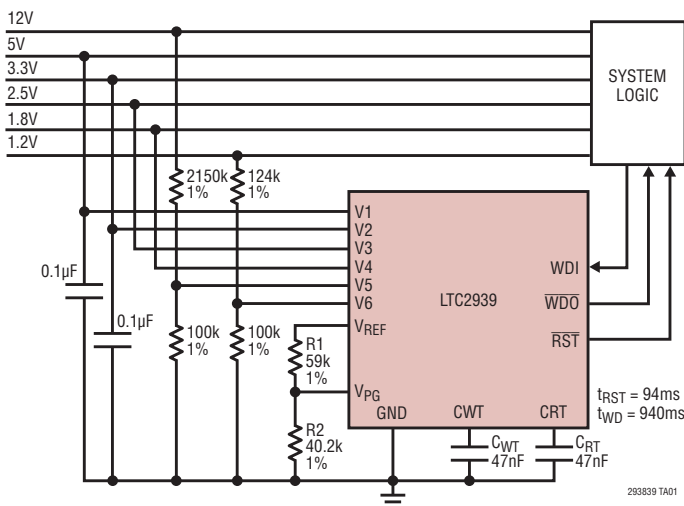 12V
5V
3.3V
2.5V
1.8V
1.2V
SYSTEM
LOGIC
2150k
1%
124k
1%
V1
V2
V3
V4
V5
V6
VREF
VPG
LTC2939
WDI
WDO
RST
0.1µF
0.1µF
100k
1%
100k
1%
R1
59k
1%
R2
40.2k
1%
GND
CWT
CRT
tRST = 94ms
tWD = 940ms
CWT
47nF
CRT
47nF
293839 TA01